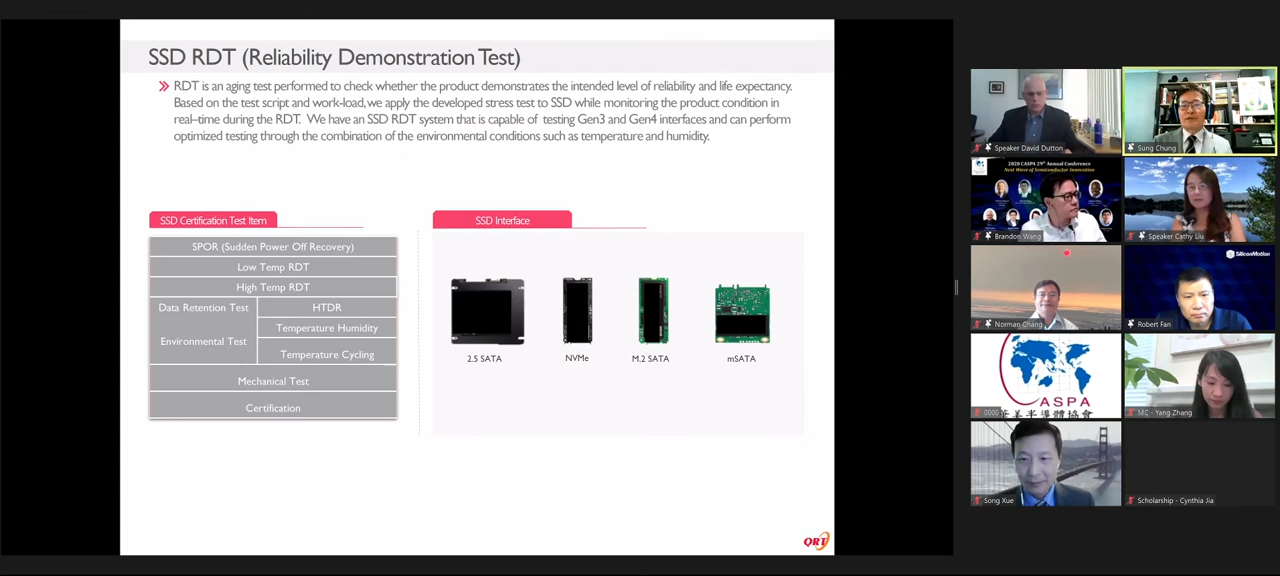 SSD RDT (Reliability Demonstration Test)
RDT is an aging test performed to check whether the product demonstrates the intended level of reliability and life expectancy.
Based on the test script and work-load,we apply the developed stress test to SSD while monitoring the product condition in
real–time during the RDT. We have an SSD RDT system that is capable of testing Gen3 and Gen4 interfaces and can perform
optimized testing through the combination of the environmental conditions such as temperature and humidity.
SSD Certification Test Item
SPOR (Sudden Power Off Recovery)
Low Temp RDT
High Temp RDT
Data Retention Test
HTDR
Environmental Test
Temperature Humidity
Temperature Cycling
Mechanical Test
Certification
SSD Interface
2.5 SATA
NVMe
M.2 SATA
mSATA
QRT
Speaker David Dutton
Sung Chung
2020 CASPA 29th Annual Conference
Next Wave of Semiconductor Innovation
Brandon Wang
Speaker Cathy Liu
Norman Chang
SiliconMotion
Robert Fan
CASPA
華美半導體協會
0000
MC - Yang Zhang
Song Xue
Scholarship - Cynthia Jia